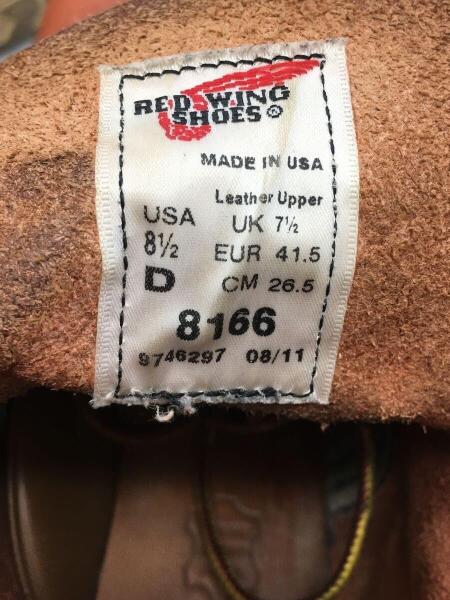 RED WING
SHOES®
MADE IN USA
Leather Upper
USA UK 7½
8½ EUR 41.5
D CM 26.5
8166
9746297 08/11